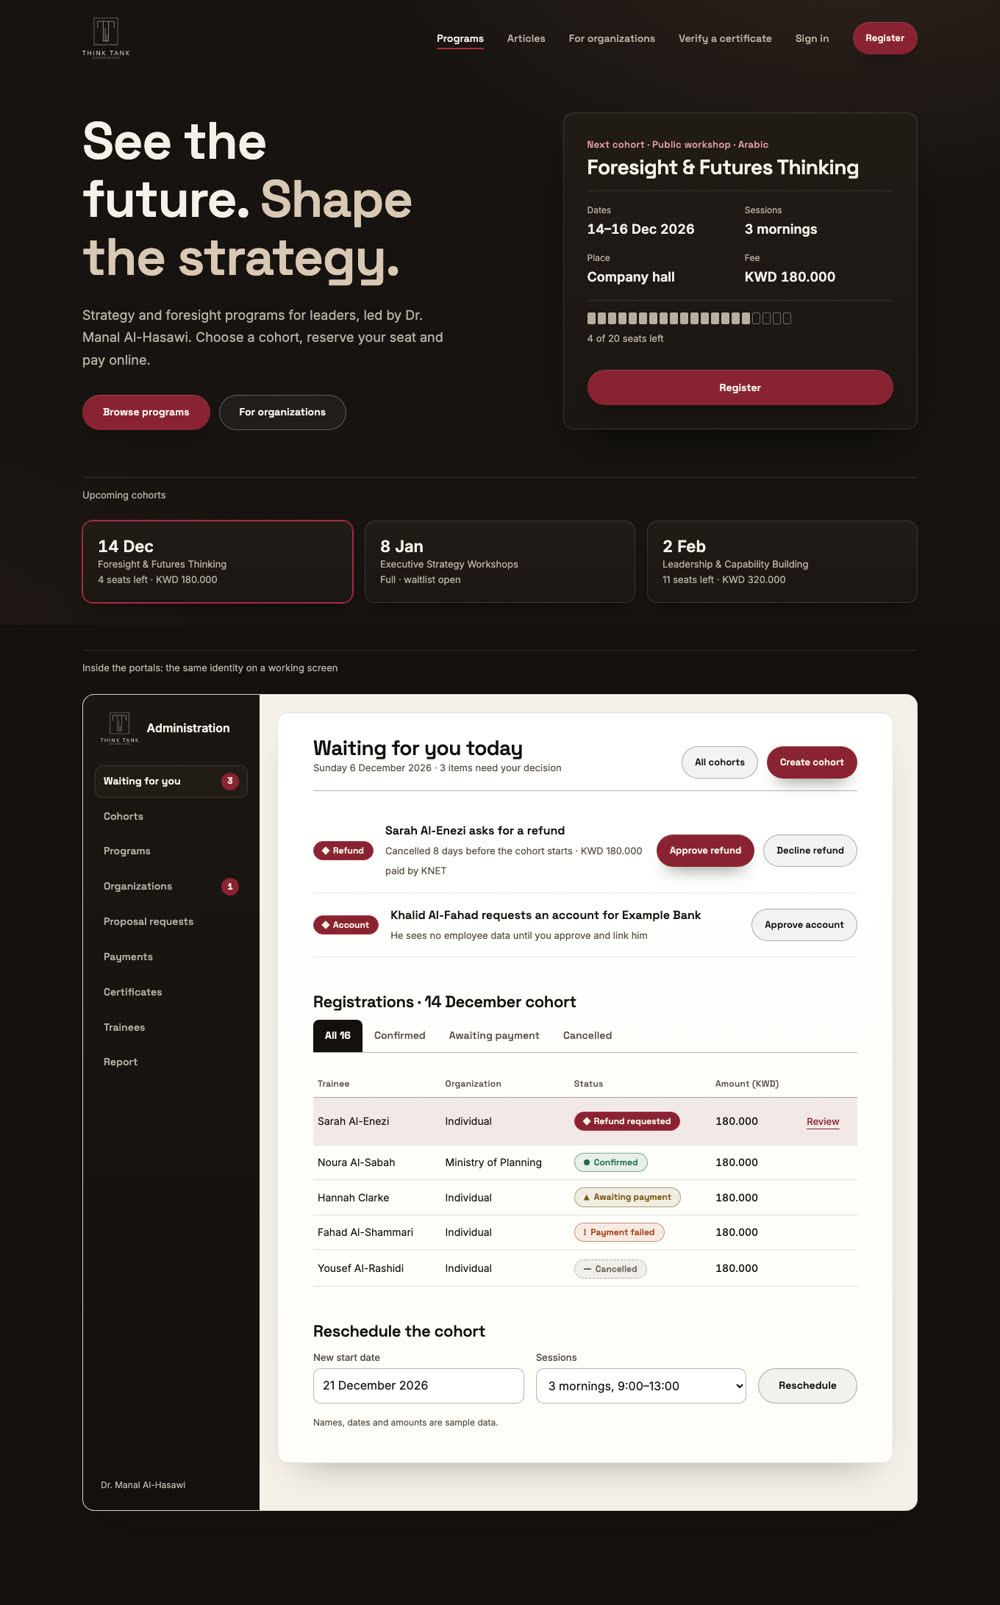 THINK TANK
Programs
Articles
For organizations
Verify a certificate
Sign in
Register
See the
future. Shape
the strategy.
Strategy and foresight programs for leaders, led by Dr.
Manal Al-Hasawi. Choose a cohort, reserve your seat and
pay online.
Browse programs
For organizations
Next cohort · Public workshop · Arabic
Foresight & Futures Thinking
Dates
Sessions
14–16 Dec 2026
3 mornings
Place
Fee
Company hall
KWD 180.000
4 of 20 seats left
Register
Upcoming cohorts
14 Dec
Foresight & Futures Thinking
4 seats left · KWD 180.000
8 Jan
Executive Strategy Workshops
Full · waitlist open
2 Feb
Leadership & Capability Building
11 seats left · KWD 320.000
Inside the portals: the same identity on a working screen
THINK TANK
Administration
Waiting for you 3
Cohorts
Programs
Organizations 1
Proposal requests
Payments
Certificates
Trainees
Report
Dr. Manal Al-Hasawi
Waiting for you today
Sunday 6 December 2026 · 3 items need your decision
All cohorts
Create cohort
◆ Refund
Sarah Al-Enezi asks for a refund
Cancelled 8 days before the cohort starts · KWD 180.000
paid by KNET
Approve refund
Decline refund
◆ Account
Khalid Al-Fahad requests an account for Example Bank
He sees no employee data until you approve and link him
Approve account
Registrations · 14 December cohort
All 16
Confirmed
Awaiting payment
Cancelled
Trainee Organization Status Amount (KWD)
Sarah Al-Enezi Individual ◆ Refund requested 180.000 Review
Noura Al-Sabah Ministry of Planning ● Confirmed 180.000
Hannah Clarke Individual ▲ Awaiting payment 180.000
Fahad Al-Shammari Individual ! Payment failed 180.000
Yousef Al-Rashidi Individual — Cancelled 180.000
Reschedule the cohort
New start date
Sessions
21 December 2026
3 mornings, 9:00–13:00
Reschedule
Names, dates and amounts are sample data.